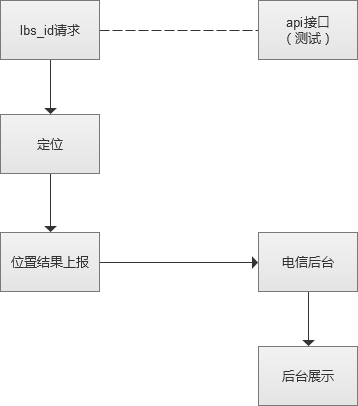 lbs_id请求
api接口
（测试）
定位
位置结果上报
电信后台
后台展示